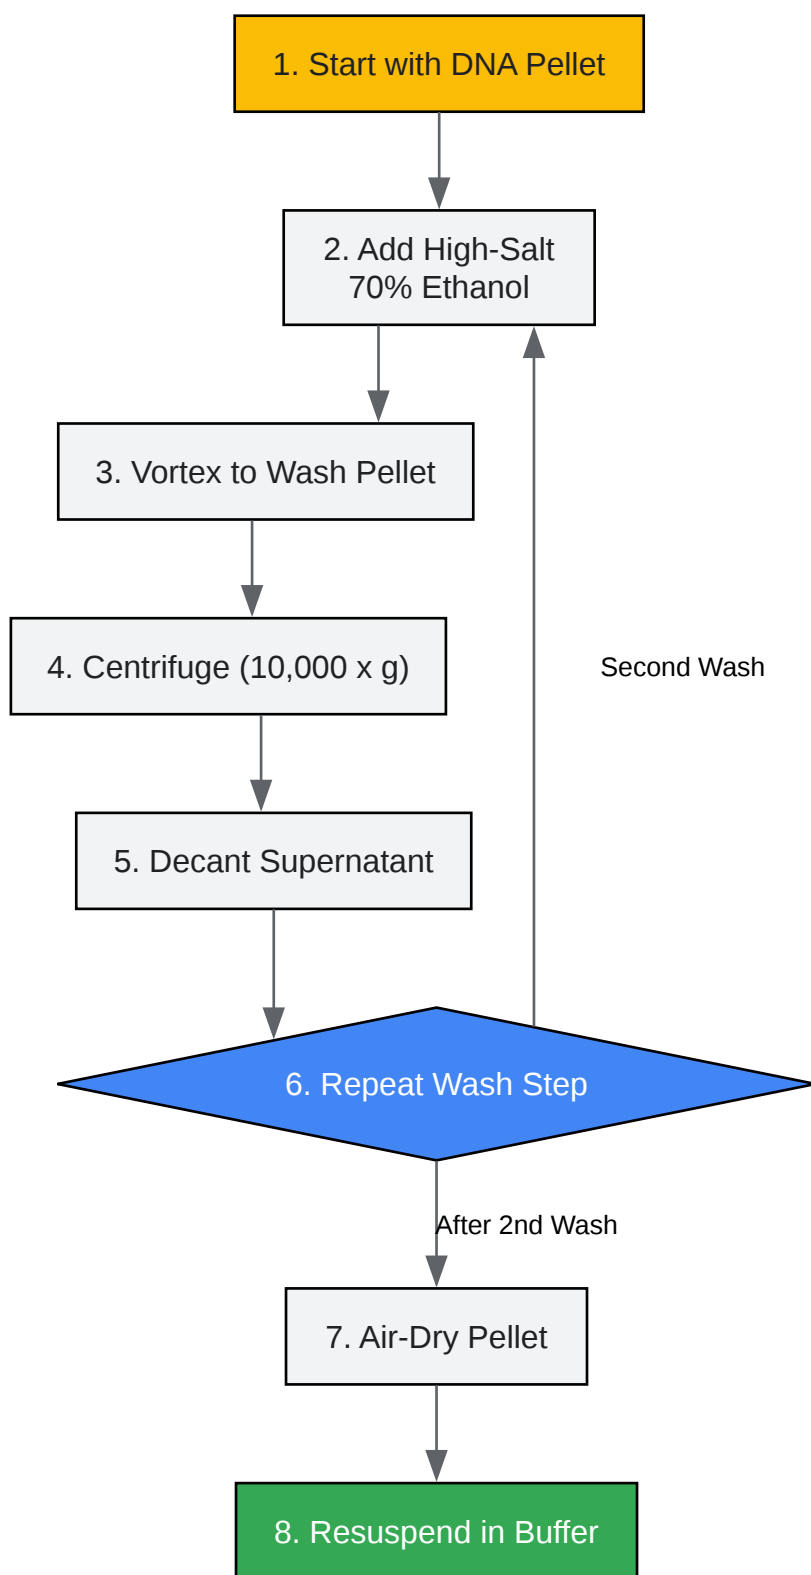 1. Start with DNA Pellet
2. Add High-Salt
70% Ethanol
3. Vortex to Wash Pellet
4. Centrifuge (10,000 x g)
Second Wash
5. Decant Supernatant
6. Repeat Wash Step
After 2nd Wash
7. Air-Dry Pellet
8. Resuspend in Buffer